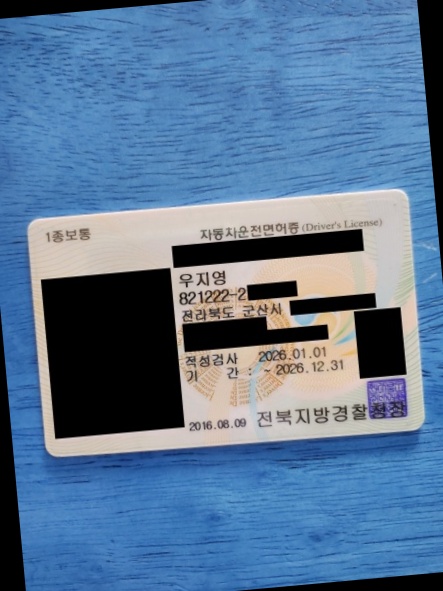 1종보통 자동차운전면허증 (Driver's License)
우지영
821222-2
전라북도 군산시
적성검사 2026.01.01
기 간 : ~ 2026.12.31
2016.08.09 전북지방경찰청장